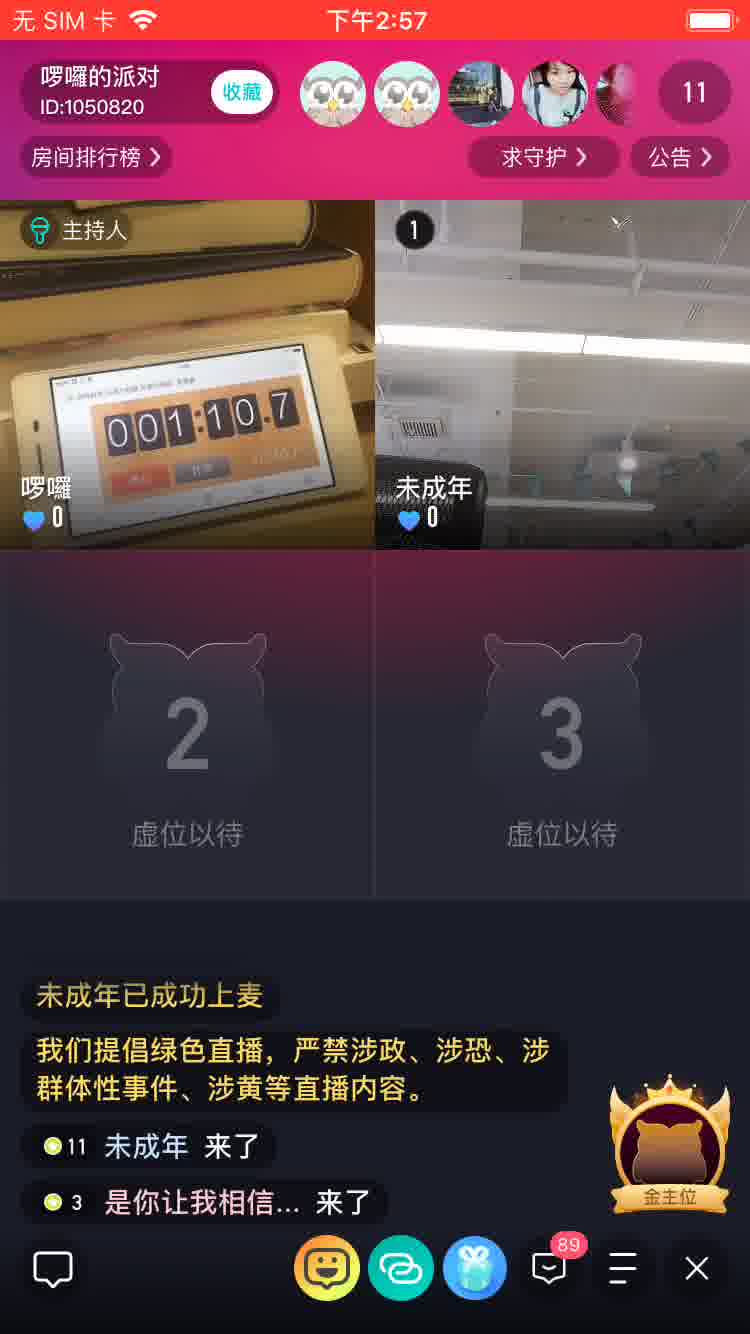 无 SIM 卡
下午2:57
啰囉的派对
ID:1050820
收藏
11
房间排行榜
求守护
公告
主持人
1
001:10.7
啰囉
0
未成年
0
2
虚位以待
3
虚位以待
未成年已成功上麦
我们提倡绿色直播，严禁涉政、涉恐、涉
群体性事件、涉黄等直播内容。
11 未成年 来了
3 是你让我相信... 来了
金主位
89